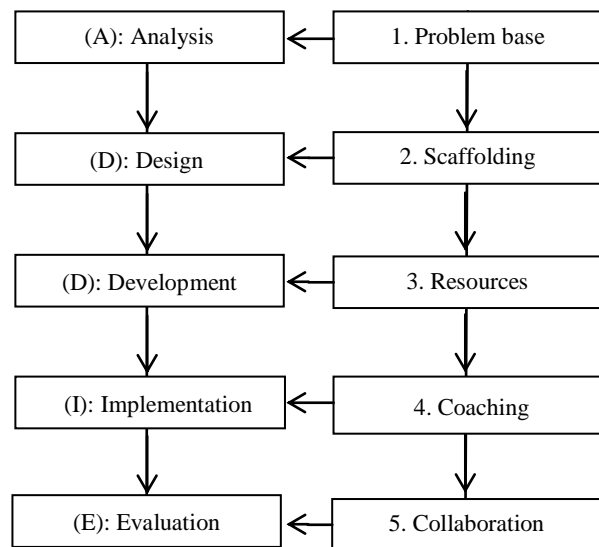 (A): Analysis
1. Problem base
(D): Design
2. Scaffolding
(D): Development
3. Resources
(I): Implementation
4. Coaching
(E): Evaluation
5. Collaboration